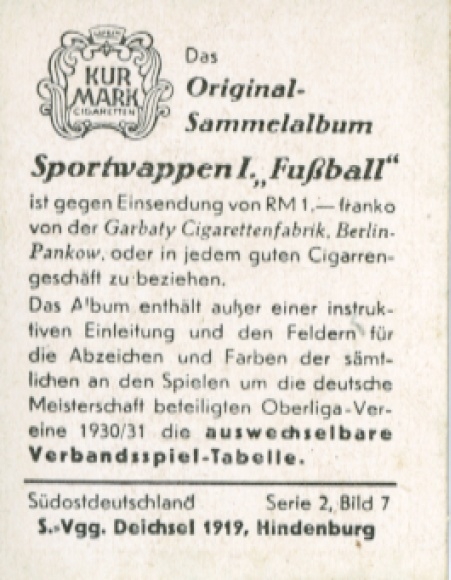 KUR
MARK
CIGARETTEN
Das
Original-
Sammelalbum
Sportwappen I. „Fußball“
ist gegen Einsendung von RM 1.— franko
von der Garbaty Cigarettenfabrik, Berlin-
Pankow, oder in jedem guten Cigarren-
geschäft zu beziehen.
Das Album enthält außer einer instruk-
tiven Einleitung und den Feldern für
die Abzeichen und Farben der sämt-
lichen an den Spielen um die deutsche
Meisterschaft beteiligten Oberliga-Ver-
eine 1930/31 die auswechselbare
Verbandsspiel-Tabelle.
Südostdeutschland Serie 2, Bild 7
S.-Vgg. Deichsel 1919, Hindenburg